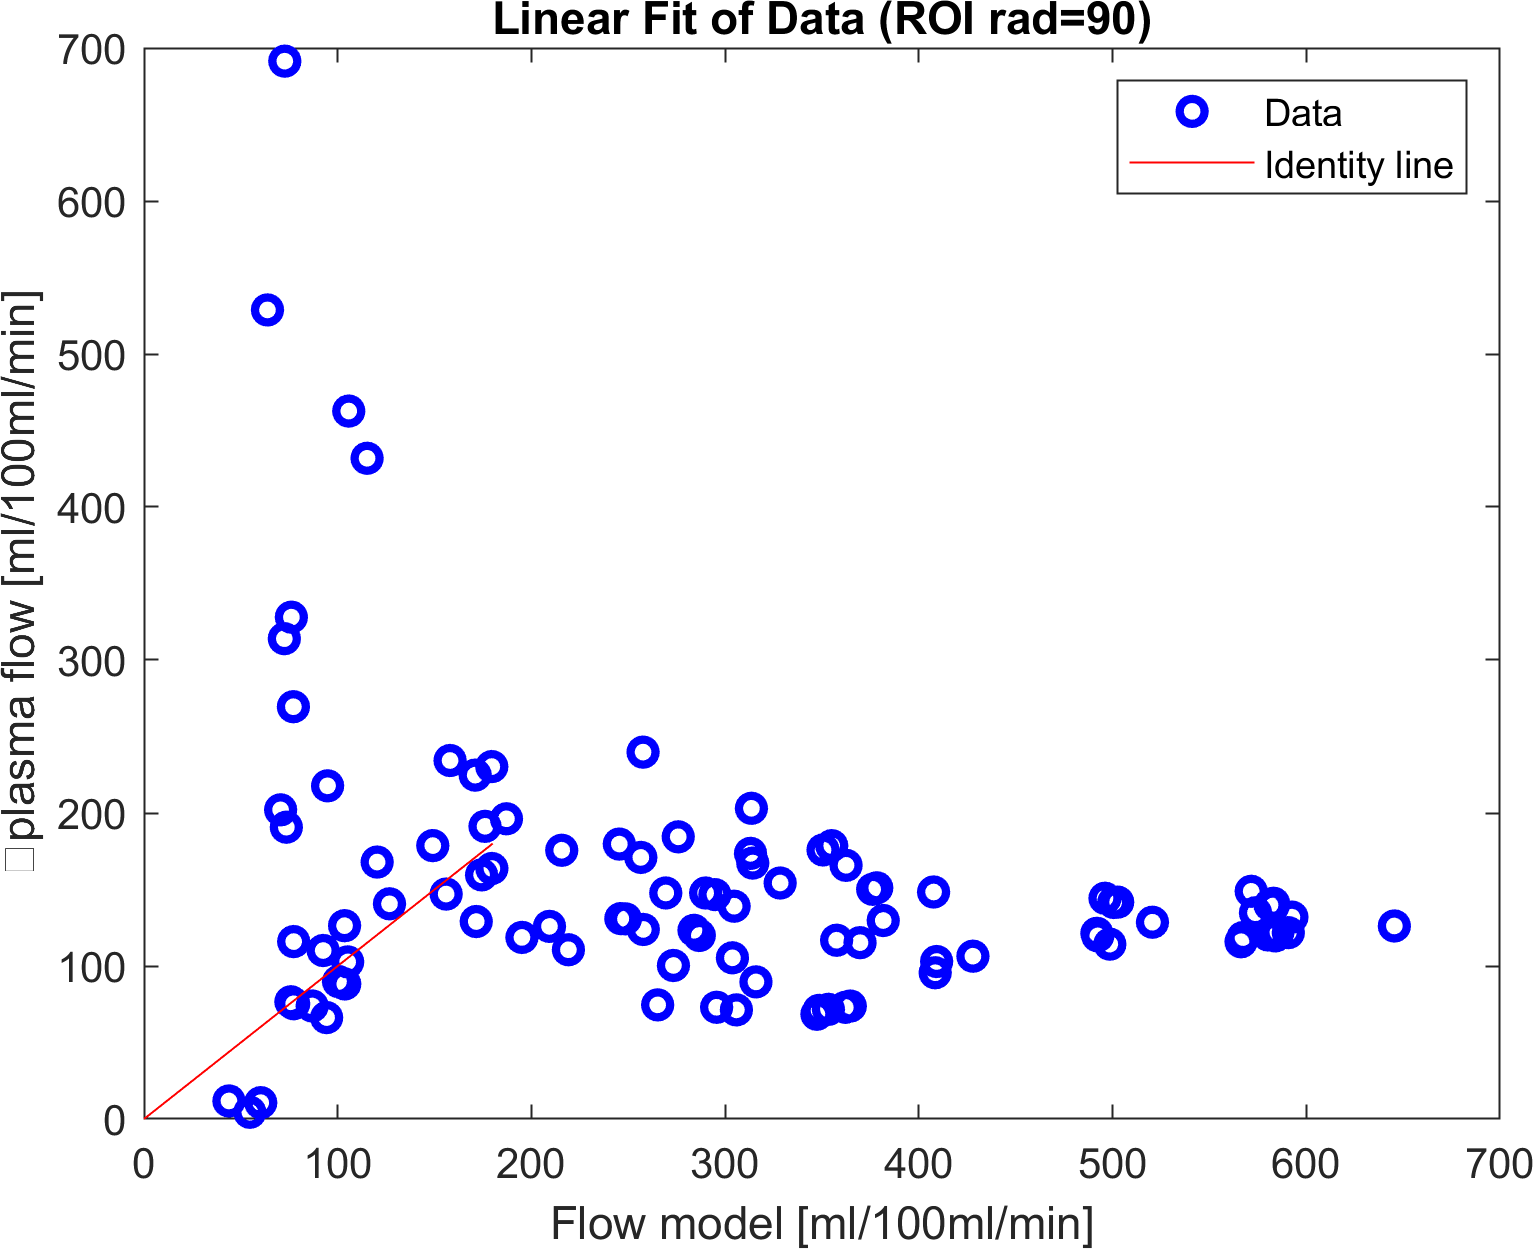 Linear Fit of Data (ROI rad=90)
700
600
500
400
300
200
100
0
□plasma flow [ml/100ml/min]
Data
Identity line
0 100 200 300 400 500 600 700
Flow model [ml/100ml/min]